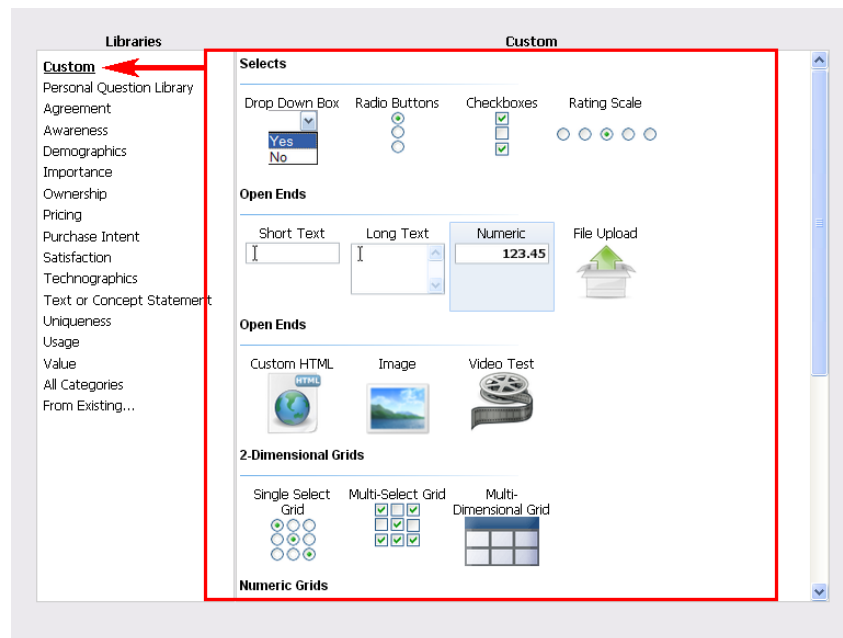 Libraries
Custom
Custom
Personal Question Library
Agreement
Awareness
Demographics
Importance
Ownership
Pricing
Purchase Intent
Satisfaction
Technographics
Text or Concept Statement
Uniqueness
Usage
Value
All Categories
From Existing...
Selects
Drop Down Box Radio Buttons Checkboxes Rating Scale
Yes
No
Open Ends
Short Text Long Text Numeric File Upload
123.45
Open Ends
Custom HTML Image Video Test
HTML
2-Dimensional Grids
Single Select Multi-Select Grid Multi-
Grid Dimensional Grid
Numeric Grids